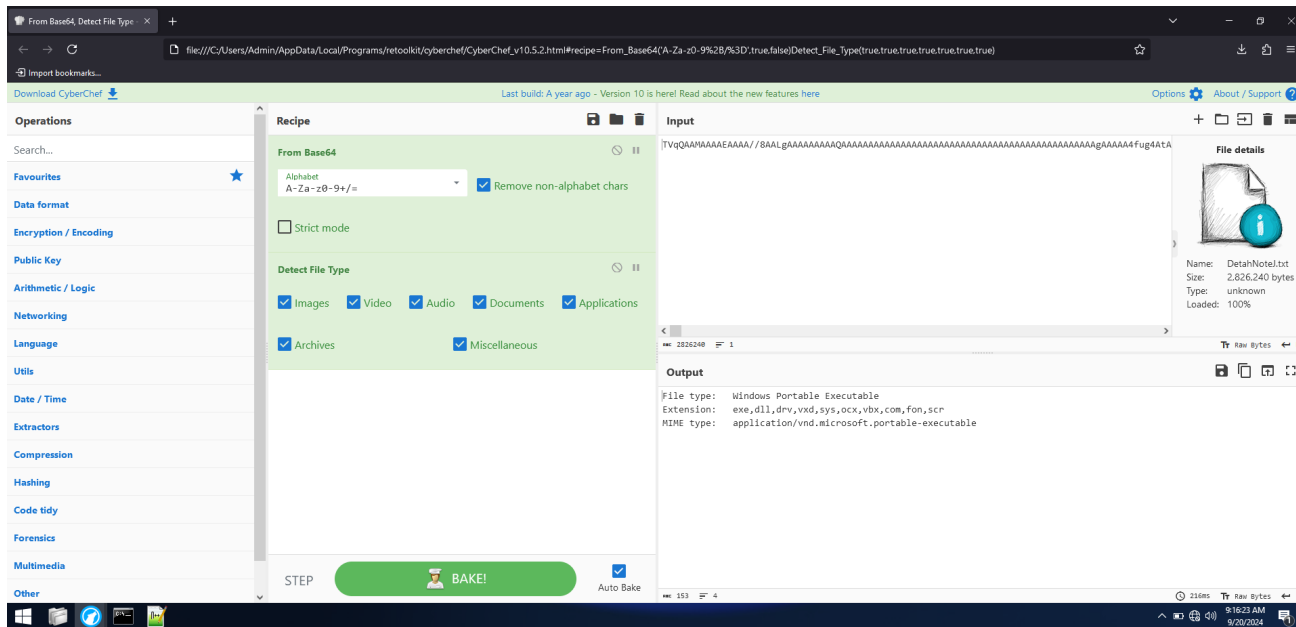 From Base64, Detect File Type -
file:///C:/Users/Admin/AppData/Local/Programs/retoolkit/cyberchef/CyberChef_v10.5.2.html#recipe=From_Base64('A-Za-z0-9%2B/%3D',true,false)Detect_File_Type(true,true,true,true,true,true,true)
Import bookmarks...
Download CyberChef
Last build: A year ago - Version 10 is here! Read about the new features here
Options
About / Support
Operations
Search...
Favourites
Data format
Encryption / Encoding
Public Key
Arithmetic / Logic
Networking
Language
Utils
Date / Time
Extractors
Compression
Hashing
Code tidy
Forensics
Multimedia
Other
Recipe
From Base64
Alphabet
A-Za-z0-9+/=
Remove non-alphabet chars
Strict mode
Detect File Type
Images
Video
Audio
Documents
Applications
Archives
Miscellaneous
STEP
BAKE!
Auto Bake
Input
File details
Name: DetahNoteJ.txt
Size: 2,826,240 bytes
Type: unknown
Loaded: 100%
REC 2826240 1
Tr Raw Bytes
Output
File type: Windows Portable Executable
Extension: exe,dll,drv,vxd,sys,ocx,vbx,com,fon,scr
MIME type: application/vnd.microsoft.portable-executable
REC 153 4
216ms Tr Raw Bytes
9:16:23 AM
9/20/2024